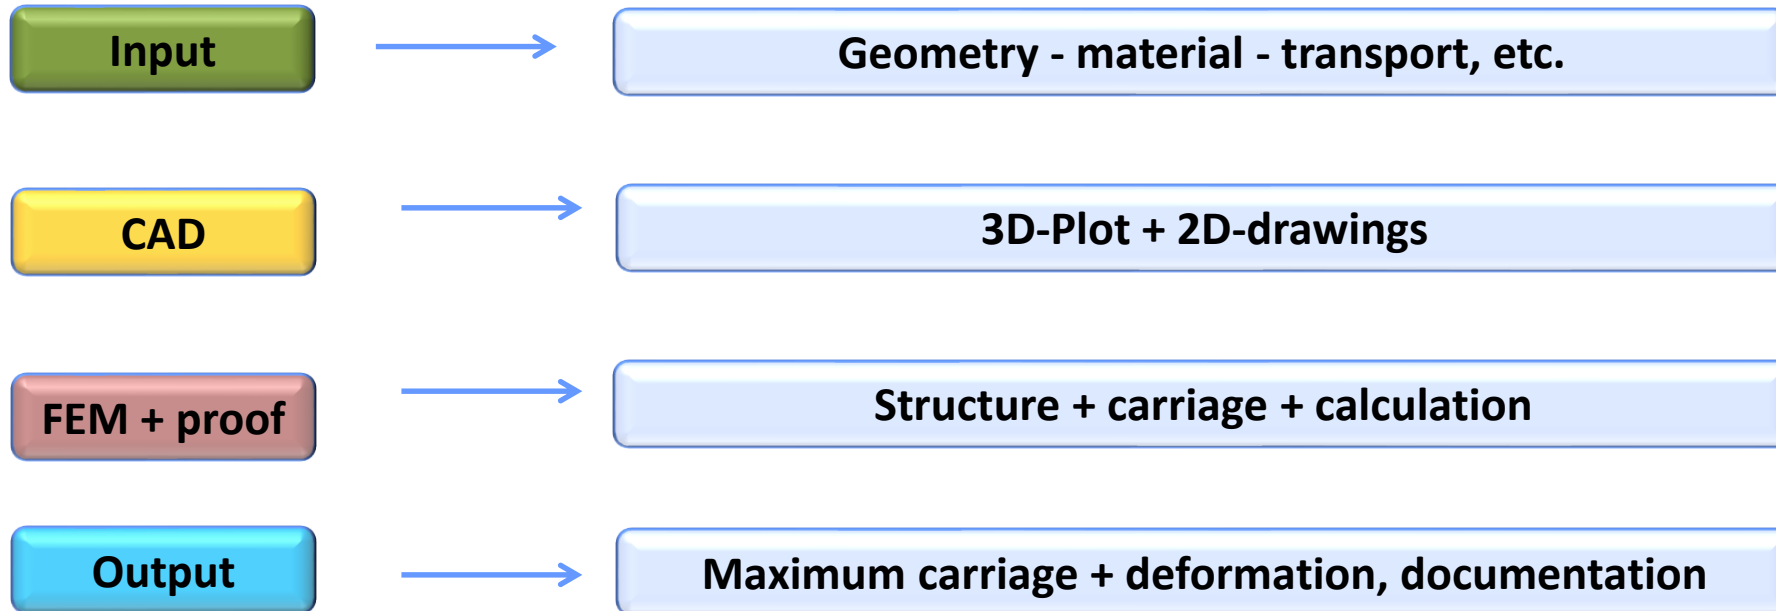 Input
Geometry - material - transport, etc.
CAD
3D-Plot + 2D-drawings
FEM + proof
Structure + carriage + calculation
Output
Maximum carriage + deformation, documentation